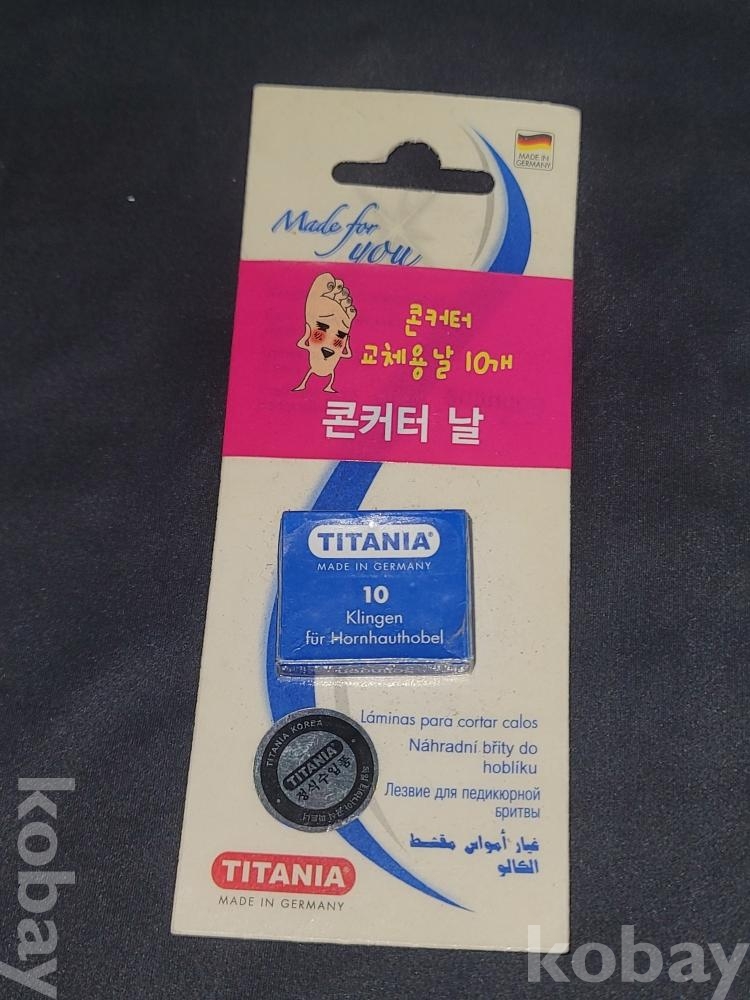 MADE IN
GERMANY
Made for
you
콘커터
교체용날 10개
콘커터 날
TITANIA®
MADE IN GERMANY
10
Klingen
für Hornhauthobel
Láminas para cortar calos
Náhradní břity do
hoblíku
Лезвие для педикюрной
бритвы
غيار أمواس مقشط
الكالو
TITANIA KOREA
TITANIA®
정식수입품
TITANIA®
MADE IN GERMANY
kobay
kobay